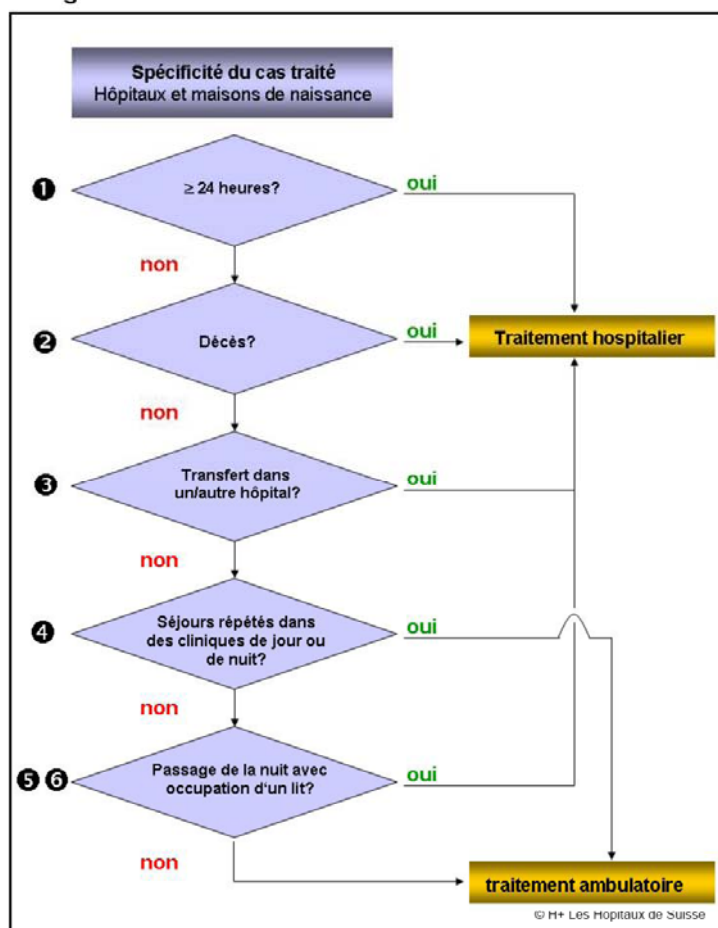 Spécificité du cas traité
Hôpitaux et maisons de naissance
❶
≥ 24 heures?
oui
non
❷
Décès?
oui
Traitement hospitalier
non
❸
Transfert dans
un/autre hôpital?
oui
non
❹
Séjours répétés dans
des cliniques de jour ou
de nuit?
oui
non
❺ ❻
Passage de la nuit avec
occupation d'un lit?
oui
non
traitement ambulatoire
© H+ Les Hôpitaux de Suisse